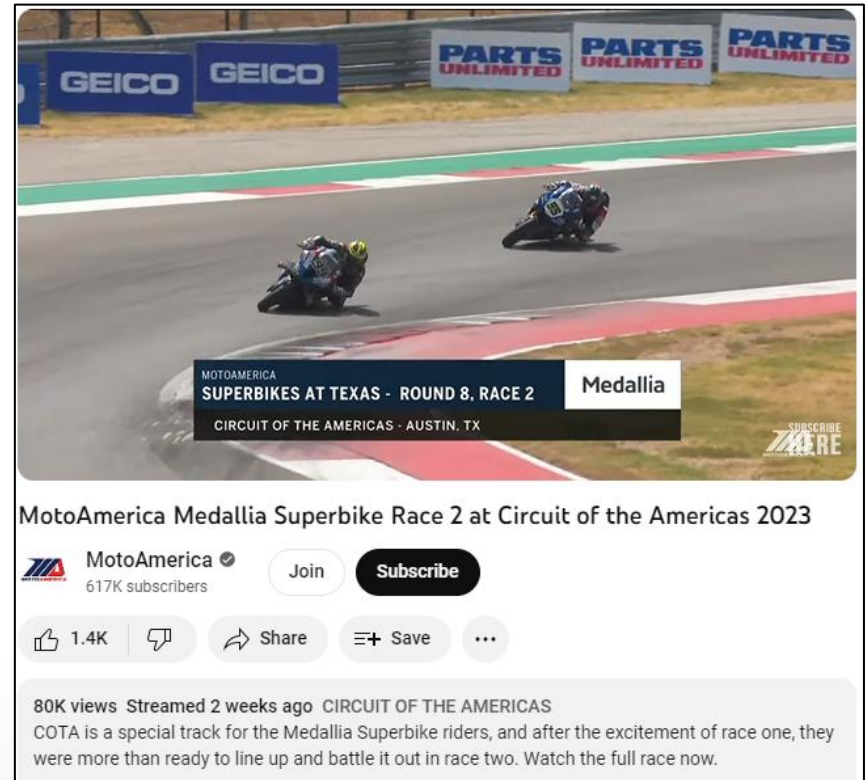 GEICO
GEICO
PARTS
UNLIMITED
PARTS
UNLIMITED
PARTS
UNLIMITED
MOTOAMERICA
SUPERBIKES AT TEXAS - ROUND 8, RACE 2
Medallia
CIRCUIT OF THE AMERICAS - AUSTIN, TX
SUBSCRIBE
HERE
MotoAmerica Medallia Superbike Race 2 at Circuit of the Americas 2023
MotoAmerica
617K subscribers
Join
Subscribe
1.4K
Share
Save
80K views Streamed 2 weeks ago CIRCUIT OF THE AMERICAS
COTA is a special track for the Medallia Superbike riders, and after the excitement of race one, they
were more than ready to line up and battle it out in race two. Watch the full race now.